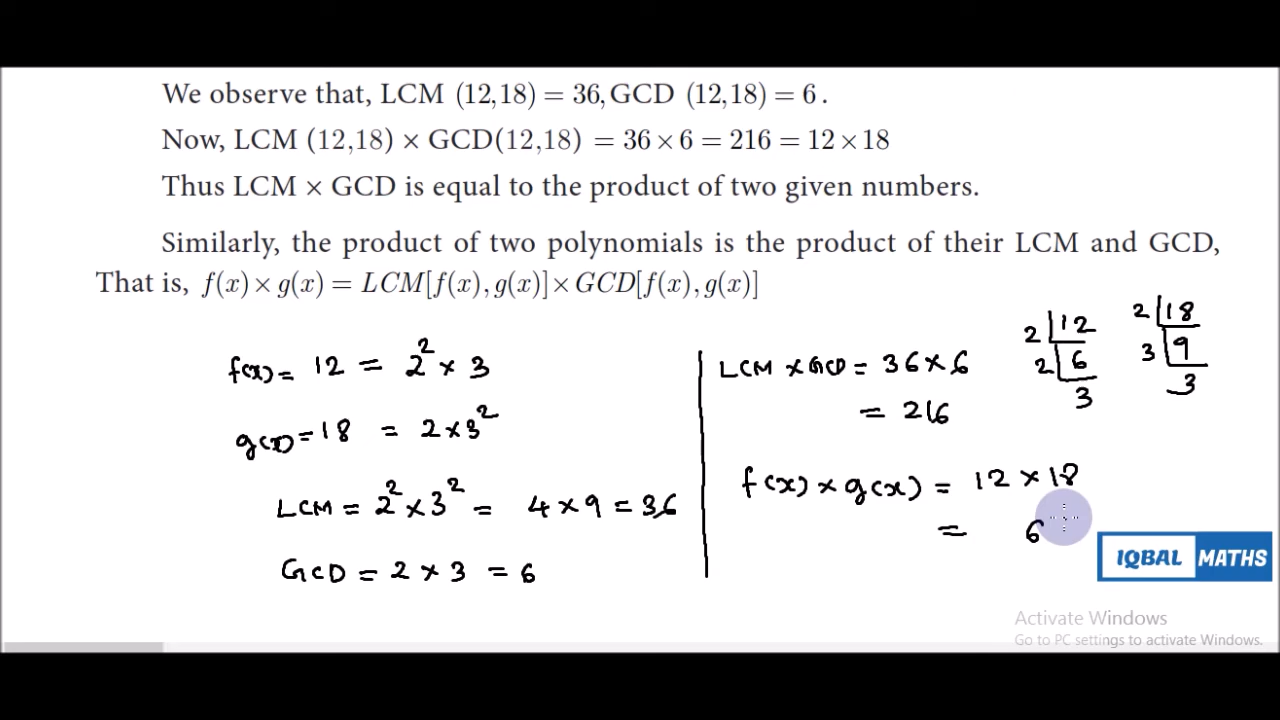 We observe that, LCM (12,18) = 36, GCD (12,18) = 6.
Now, LCM (12,18) × GCD(12,18) = 36 × 6 = 216 = 12 × 18
Thus LCM × GCD is equal to the product of two given numbers.
Similarly, the product of two polynomials is the product of their LCM and GCD,
That is, f(x) × g(x) = LCM[f(x), g(x)] × GCD[f(x), g(x)]
f(x) = 12 = 2² × 3
g(x) = 18 = 2 × 3²
LCM = 2² × 3² = 4 × 9 = 36
GCD = 2 × 3 = 6
LCM × GCD = 36 × 6
= 216
f(x) × g(x) = 12 × 18
= 6
2 | 12
2 | 6
3
2 | 18
3 | 9
3
IQBAL MATHS
Activate Windows
Go to PC settings to activate Windows.